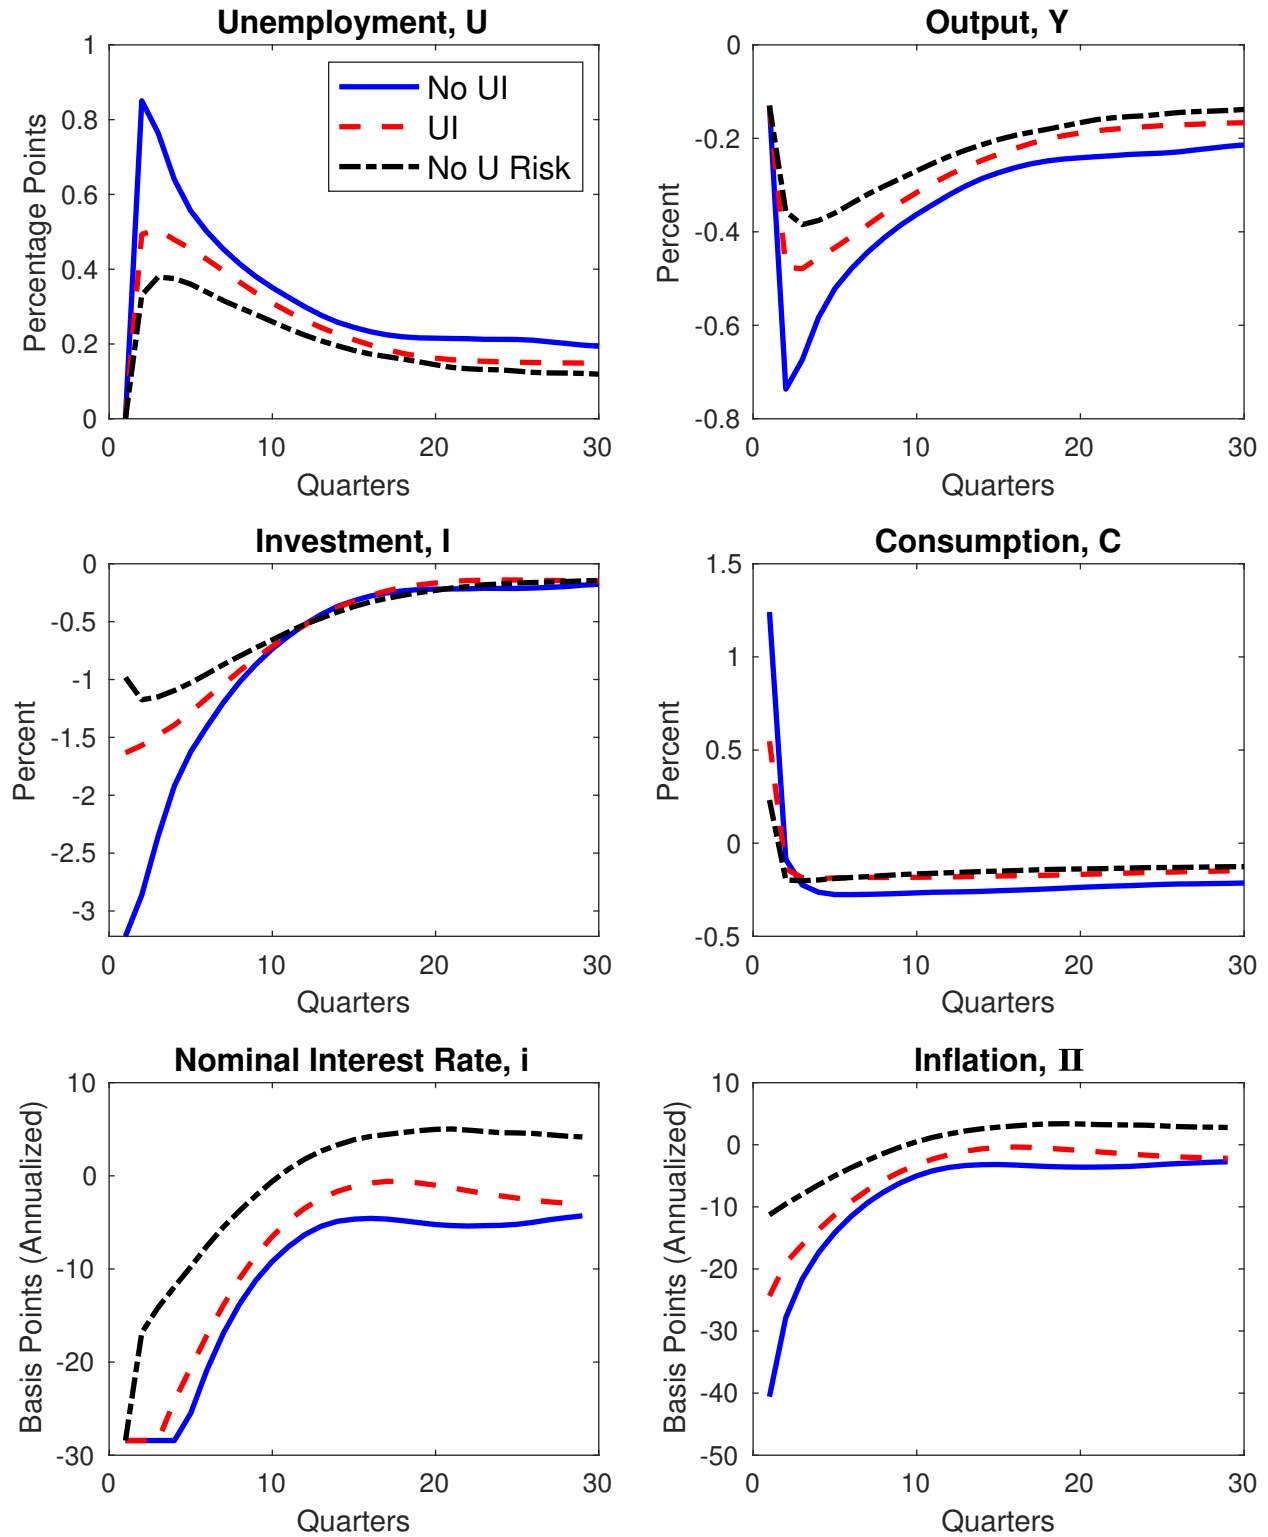 Unemployment, U
Percentage Points
1
0.8
0.6
0.4
0.2
0
0 10 20 30
Quarters
No UI
UI
No U Risk
Output, Y
Percent
0
-0.2
-0.4
-0.6
-0.8
0 10 20 30
Quarters
Investment, I
Percent
0
-0.5
-1
-1.5
-2
-2.5
-3
0 10 20 30
Quarters
Consumption, C
Percent
1.5
1
0.5
0
-0.5
0 10 20 30
Quarters
Nominal Interest Rate, i
Basis Points (Annualized)
10
0
-10
-20
-30
0 10 20 30
Quarters
Inflation, Π
Basis Points (Annualized)
10
0
-10
-20
-30
-40
-50
0 10 20 30
Quarters